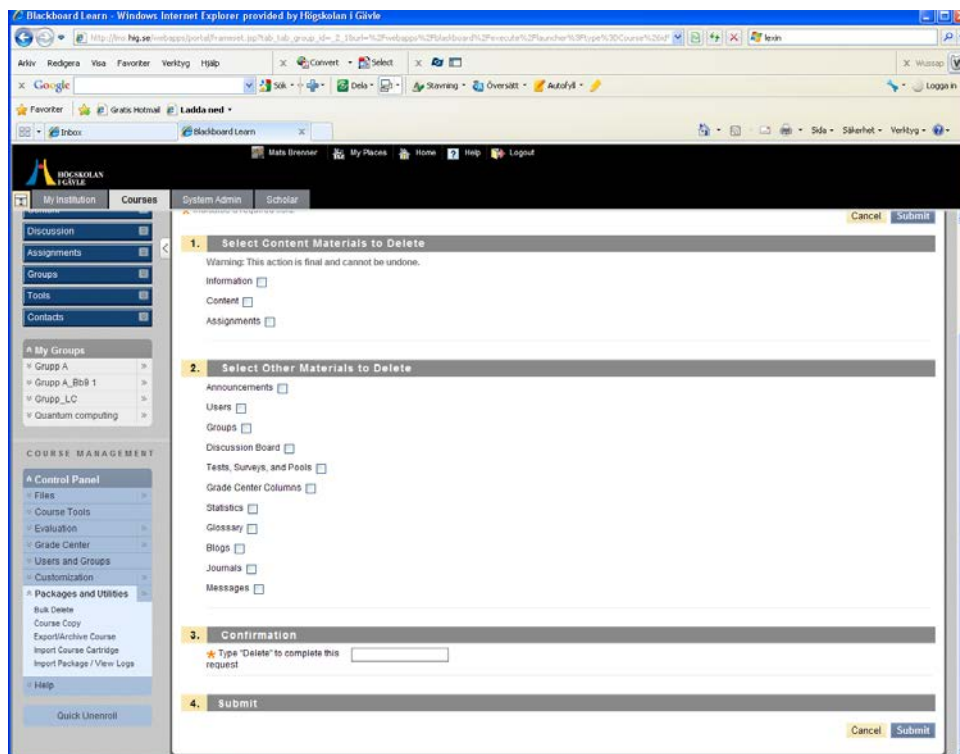 Blackboard Learn - Windows Internet Explorer provided by Högskolan i Gävle
lexin
Arkiv Redigera Visa Favoriter Verktyg Hjälp
x Convert Select
x
X Wussap
x Google
Sök Dela Stavning Översätt Autofyll
Logga in
Favoriter Gratis Hotmail Ladda ned
Inbox
Blackboard Learn x
Sida Säkerhet Verktyg
Mats Brenner My Places Home Help Logout
HÖGSKOLAN
I GÄVLE
My Institution Courses System Admin Scholar
Cancel Submit
Discussion
Assignments
Groups
Tools
Contacts
My Groups
Grupp A
Grupp A_Bb9 1
Grupp_LC
Quantum computing
COURSE MANAGEMENT
Control Panel
Files
Course Tools
Evaluation
Grade Center
Users and Groups
Customization
Packages and Utilities
Bulk Delete
Course Copy
Export/Archive Course
Import Course Cartridge
Import Package / View Logs
Help
Quick Unenroll
1. Select Content Materials to Delete
Warning: This action is final and cannot be undone.
Information
Content
Assignments
2. Select Other Materials to Delete
Announcements
Users
Groups
Discussion Board
Tests, Surveys, and Pools
Grade Center Columns
Statistics
Glossary
Blogs
Journals
Messages
3. Confirmation
Type "Delete" to complete this
request
4. Submit
Cancel Submit